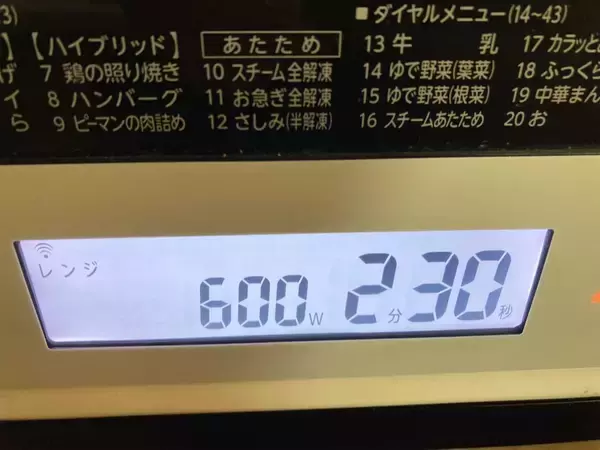 3)
■ダイヤルメニュー(14~43)
【ハイブリッド】
あたため
13 牛 乳
17 カラッと
げ
7 鶏の照り焼き
10 スチーム全解凍
14 ゆで野菜(葉菜)
18 ふっくら
イ
8 ハンバーグ
11 お急ぎ全解凍
15 ゆで野菜(根菜)
19 中華まん
ら
9 ピーマンの肉詰め
12 さしみ(半解凍)
16 スチームあたため
20 お
レンジ
600W 2分30秒